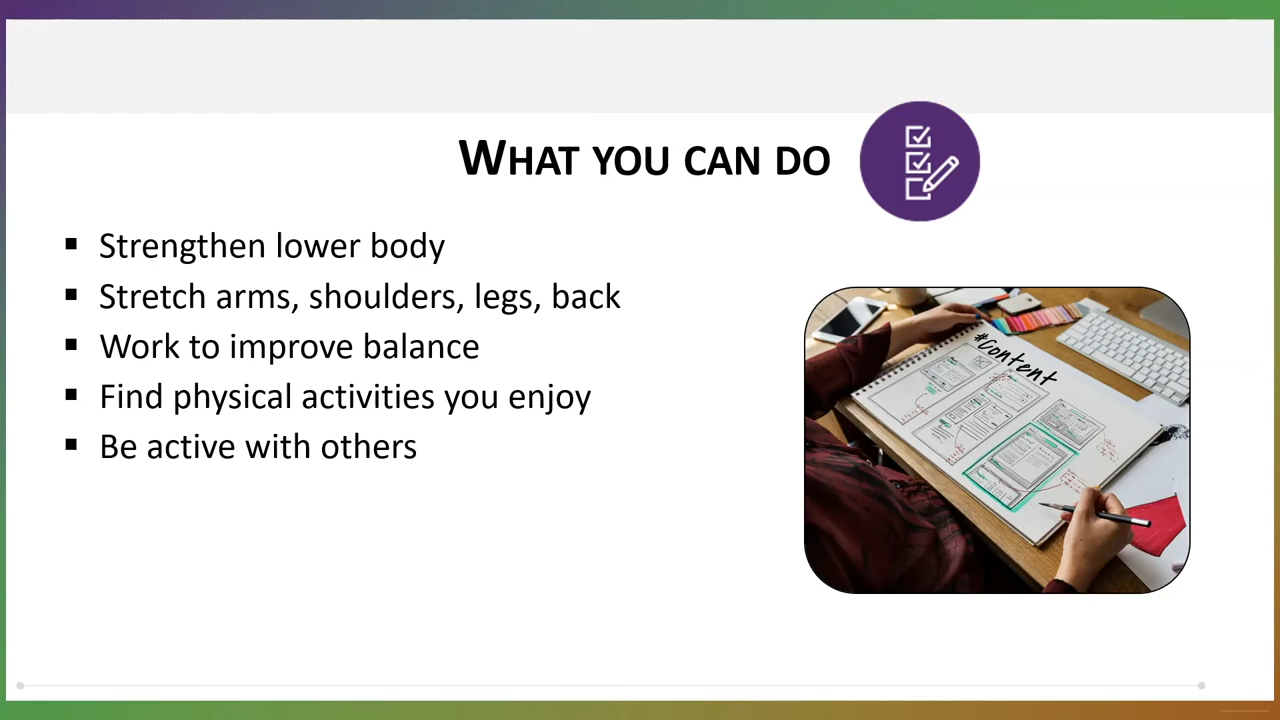 WHAT YOU CAN DO
Strengthen lower body
Stretch arms, shoulders, legs, back
Work to improve balance
Find physical activities you enjoy
Be active with others
#Content